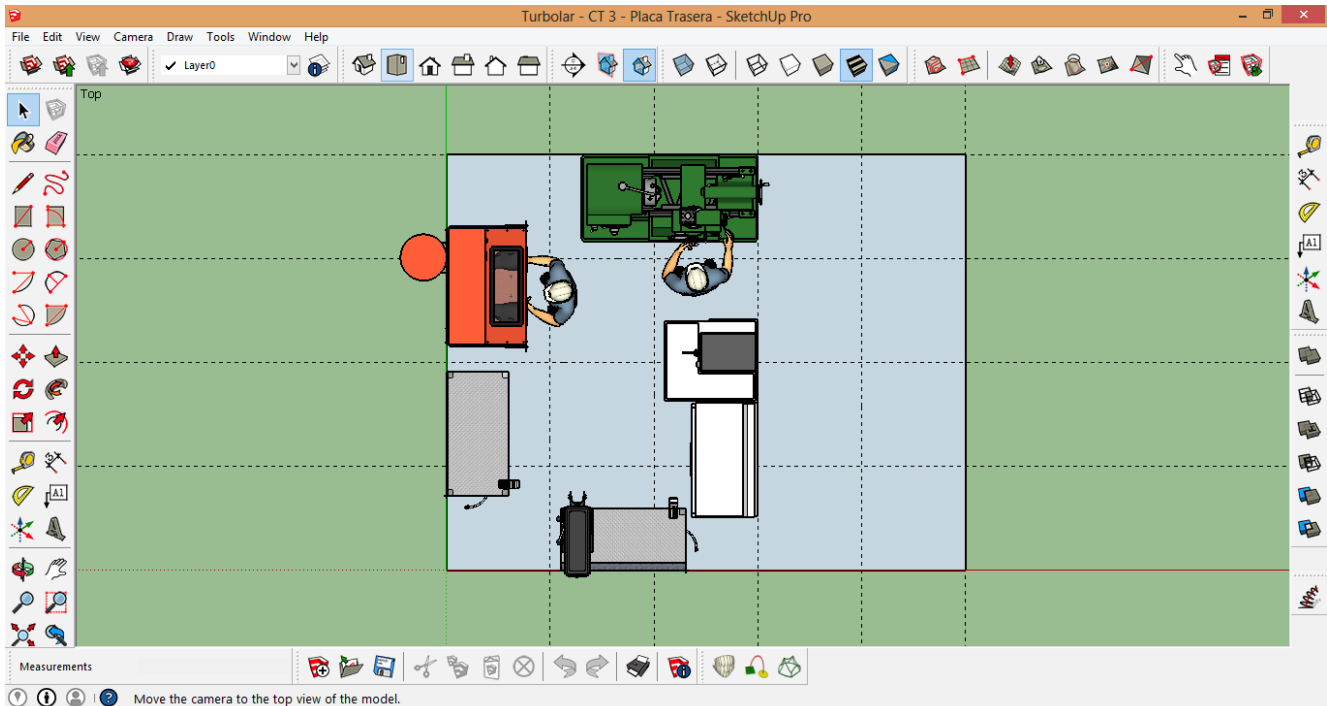 Turbolar - CT 3 - Placa Trasera - SketchUp Pro
File Edit View Camera Draw Tools Window Help
Layer0
Top
A1
A1
Measurements
Move the camera to the top view of the model.